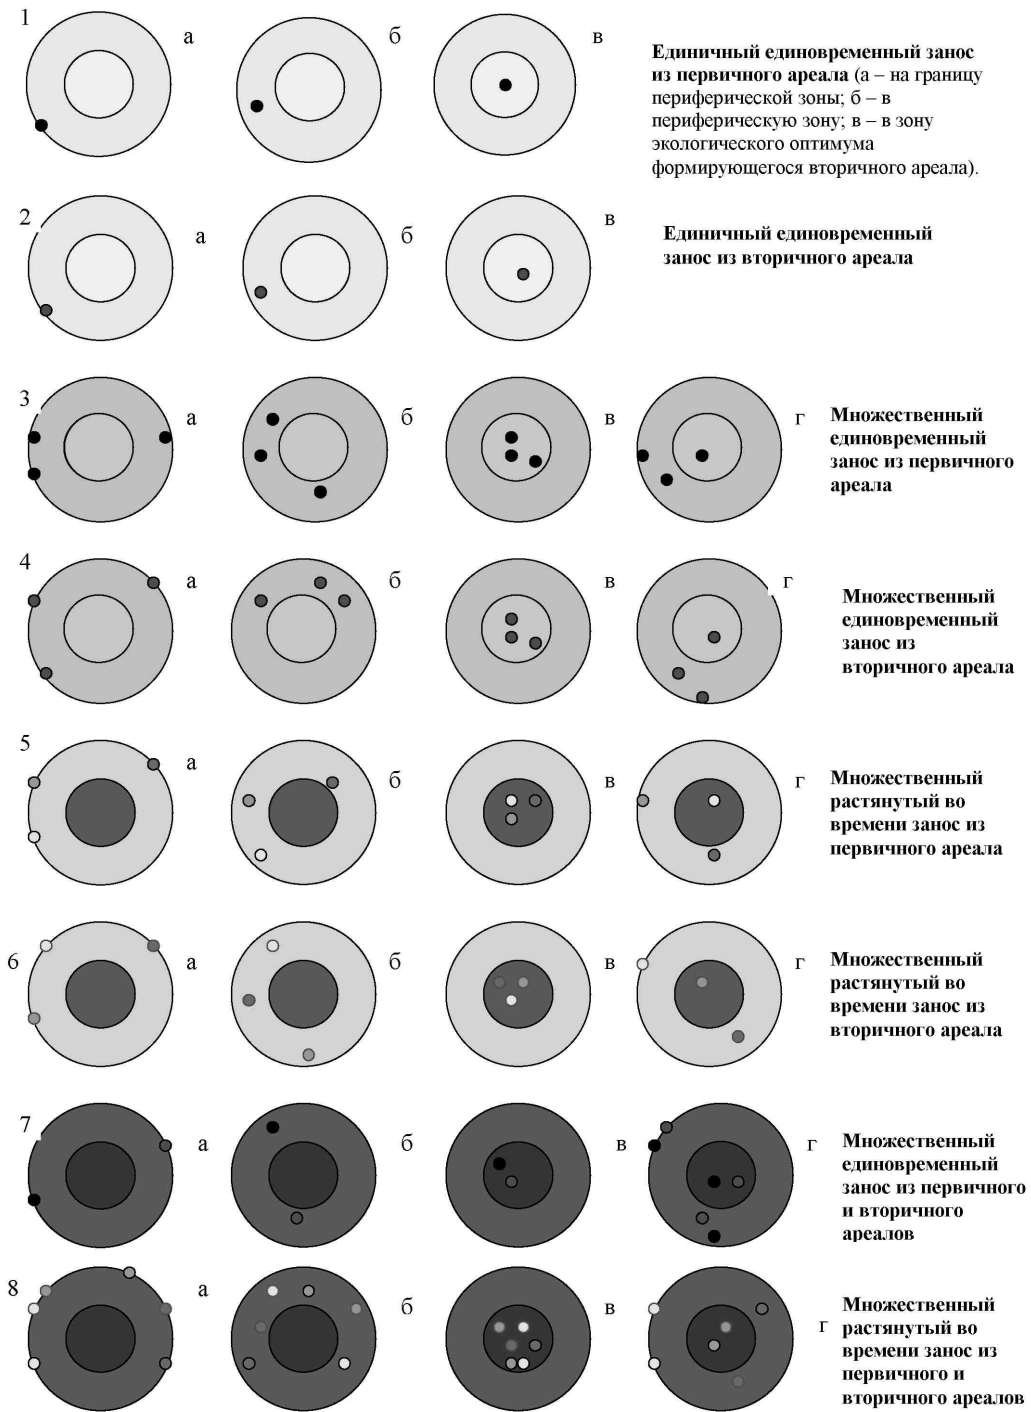 1
а
б
в
Единичный единовременный занос
из первичного ареала (а – на границу
периферической зоны; б – в
периферическую зону; в – в зону
экологического оптимума
формирующегося вторичного ареала).
2
а
б
в
Единичный единовременный
занос из вторичного ареала
3
а
б
в
г
Множественный
единовременный
занос из первичного
ареала
4
а
б
в
г
Множественный
единовременный
занос из
вторичного ареала
5
а
б
в
г
Множественный
растянутый во
времени занос из
первичного ареала
6
а
б
в
г
Множественный
растянутый во
времени занос из
вторичного ареала
7
а
б
в
г
Множественный
единовременный
занос из первичного
и вторичного
ареалов
8
а
б
в
г
Множественный
растянутый во
времени занос из
первичного и
вторичного ареалов